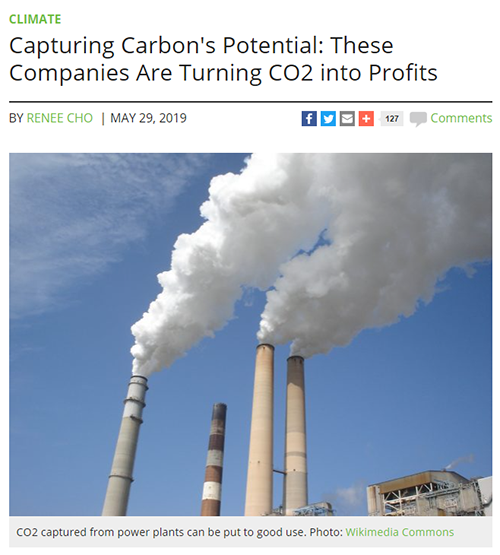 CLIMATE
Capturing Carbon's Potential: These
Companies Are Turning CO2 into Profits
BY RENEE CHO | MAY 29, 2019
127
Comments
CO2 captured from power plants can be put to good use. Photo: Wikimedia Commons